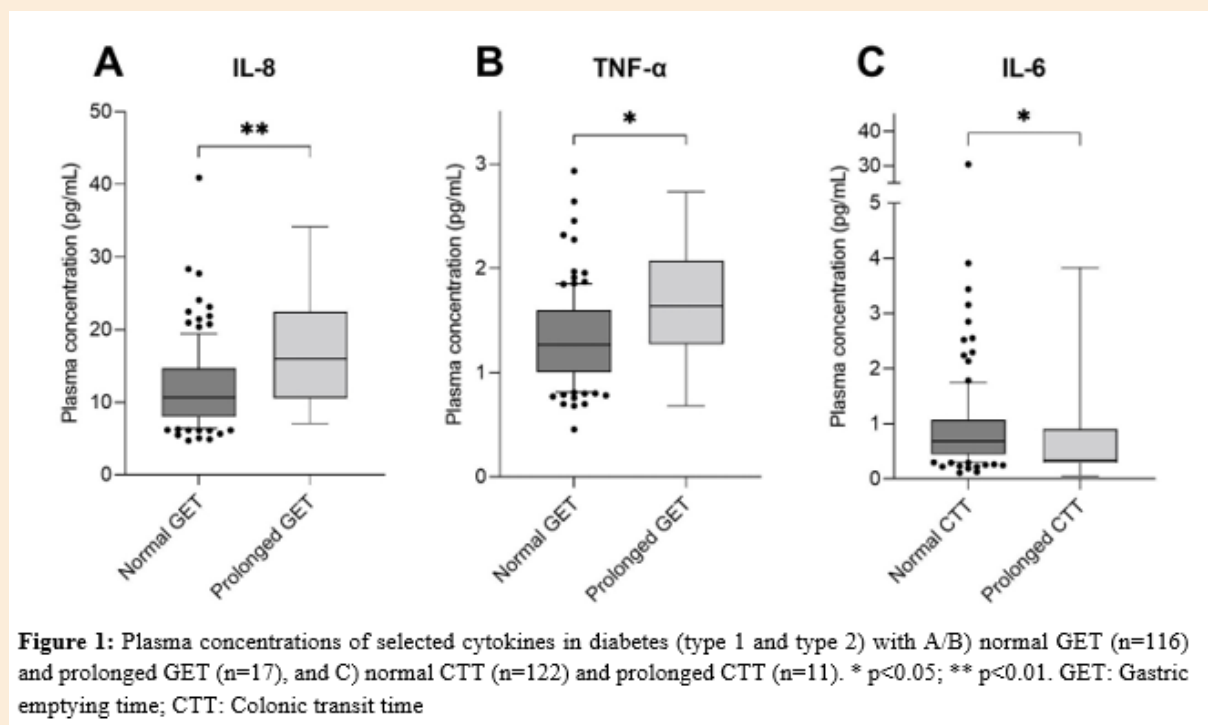 A IL-8
B TNF-α
C IL-6
**
*
*
Plasma concentration (pg/mL)
50
40
30
20
10
0
Normal GET
Prolonged GET
Plasma concentration (pg/mL)
3
2
1
0
Normal GET
Prolonged GET
Plasma concentration (pg/mL)
40
30
5
4
3
2
1
0
Normal CTT
Prolonged CTT
Figure 1: Plasma concentrations of selected cytokines in diabetes (type 1 and type 2) with A/B) normal GET (n=116)
and prolonged GET (n=17), and C) normal CTT (n=122) and prolonged CTT (n=11). * p<0.05; ** p<0.01. GET: Gastric
emptying time; CTT: Colonic transit time